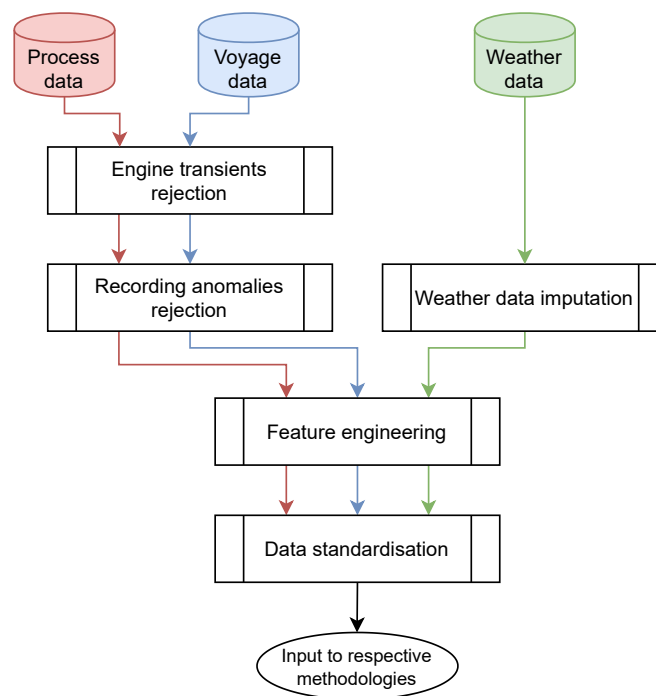 Process
data
Voyage
data
Weather
data
Engine transients
rejection
Recording anomalies
rejection
Weather data imputation
Feature engineering
Data standardisation
Input to respective
methodologies